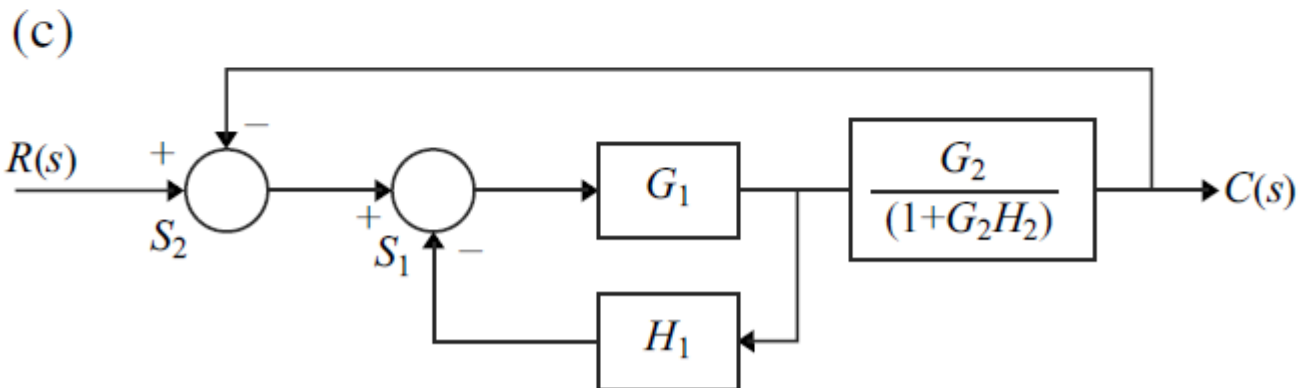 (c)
−
R(s) + S₂
+ S₁ −
G₁
G₂
(1+G₂H₂)
C(s)
H₁